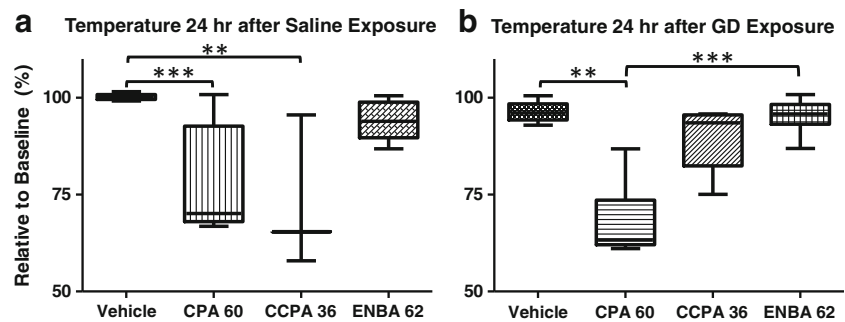 a Temperature 24 hr after Saline Exposure
Relative to Baseline (%)
100
75
50
***
**
Vehicle CPA 60 CCPA 36 ENBA 62
b Temperature 24 hr after GD Exposure
100
75
50
**
***
Vehicle CPA 60 CCPA 36 ENBA 62